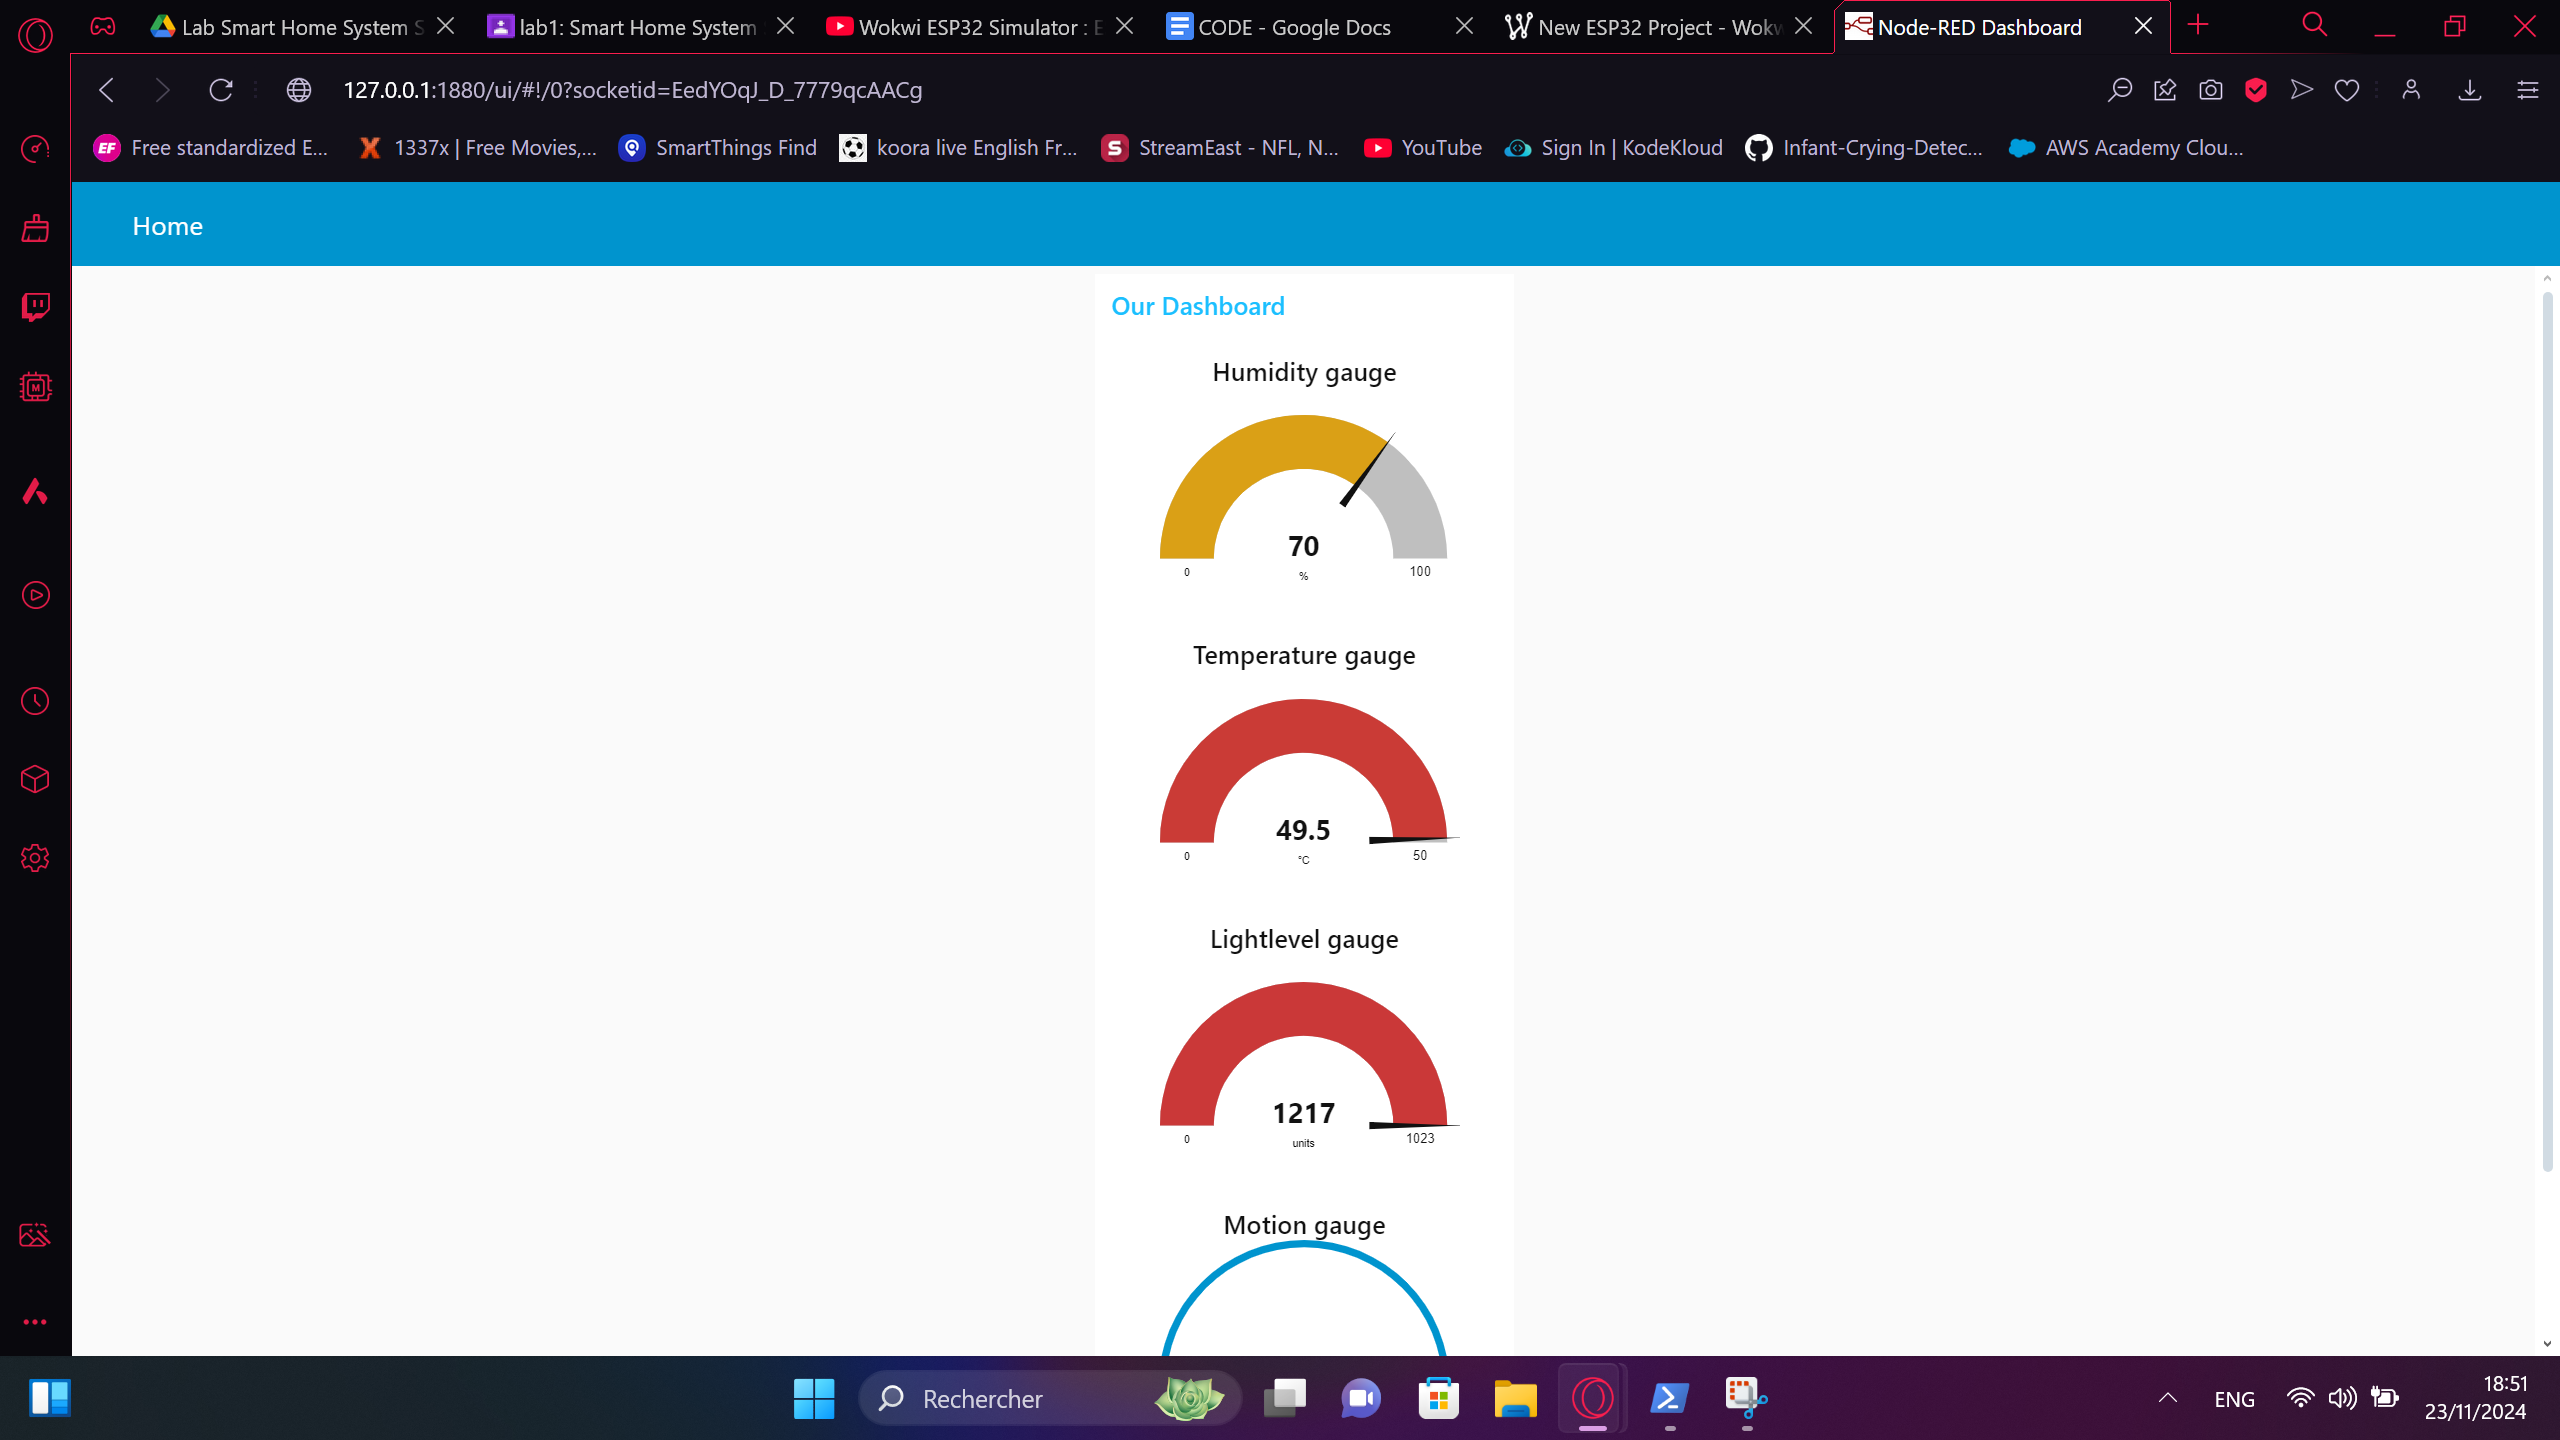 Lab Smart Home System S
lab1: Smart Home System
Wokwi ESP32 Simulator : E
CODE - Google Docs
New ESP32 Project - Wokw
Node-RED Dashboard
127.0.0.1:1880/ui/#!/0?socketid=EedYOqJ_D_7779qcAACg
EF Free standardized E...
1337x | Free Movies,...
SmartThings Find
koora live English Fr...
S StreamEast - NFL, N...
YouTube
Sign In | KodeKloud
Infant-Crying-Detec...
AWS Academy Clou...
Home
Our Dashboard
Humidity gauge
70
%
0
100
Temperature gauge
49.5
°C
0
50
Lightlevel gauge
1217
units
0
1023
Motion gauge
Rechercher
ENG
18:51
23/11/2024